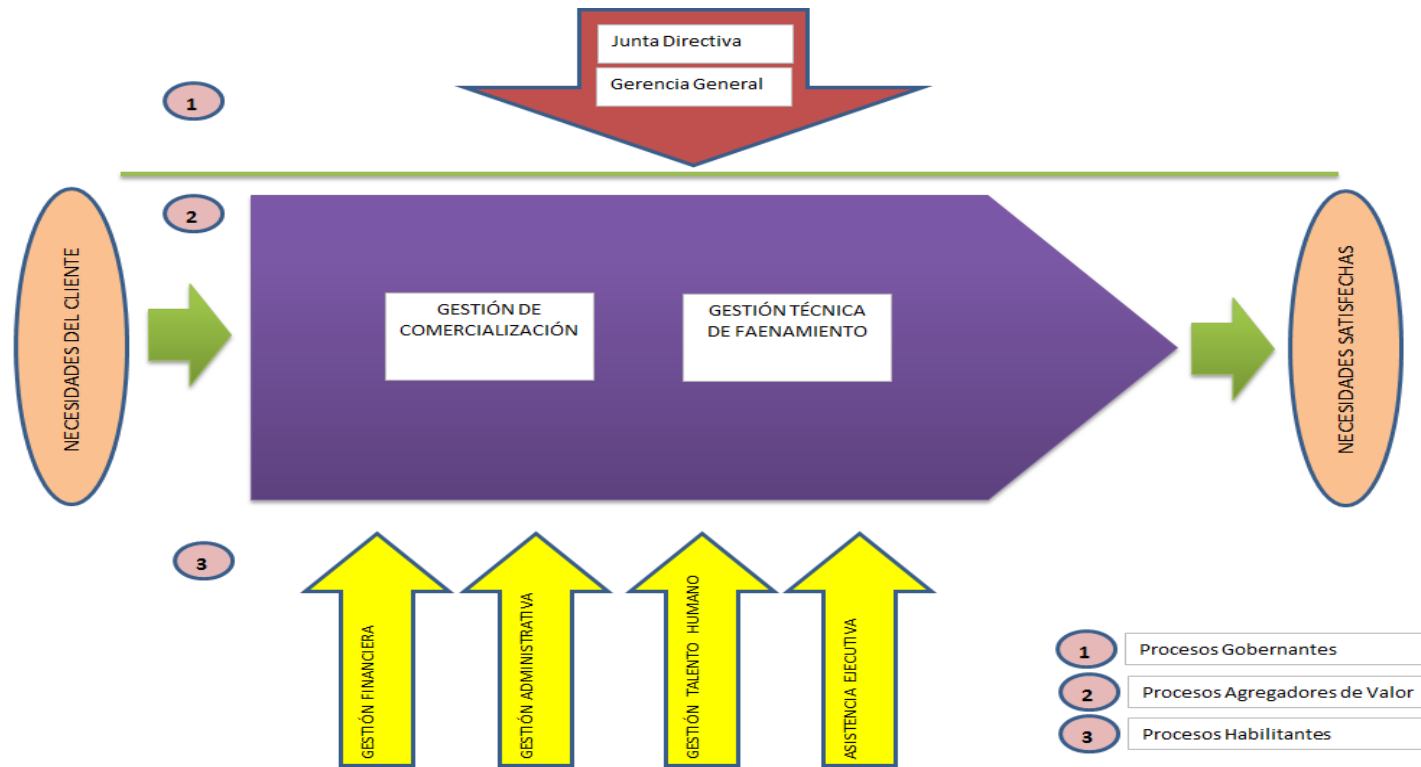 Junta Directiva
Gerencia General
1
2
NECESIDADES DEL CLIENTE
GESTIÓN DE
COMERCIALIZACIÓN
GESTIÓN TÉCNICA
DE FAENAMIENTO
NECESIDADES SATISFECHAS
3
GESTIÓN FINANCIERA
GESTIÓN ADMINISTRATIVA
GESTIÓN TALENTO HUMANO
ASISTENCIA EJECUTIVA
1 Procesos Gobernantes
2 Procesos Agregadores de Valor
3 Procesos Habilitantes